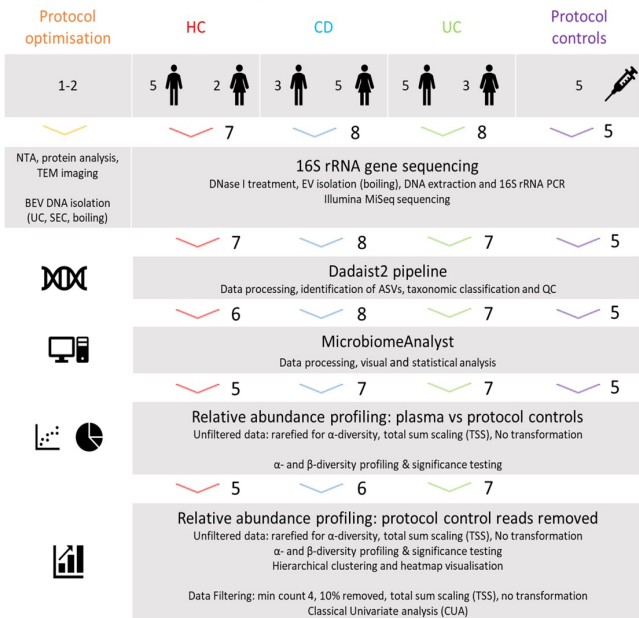 Protocol optimisation
HC
CD
UC
Protocol controls
1-2
5
2
3
5
5
3
5
7
8
8
5
NTA, protein analysis,
TEM imaging
BEV DNA isolation
(UC, SEC, boiling)
16S rRNA gene sequencing
DNase I treatment, EV isolation (boiling), DNA extraction and 16S rRNA PCR
Illumina MiSeq sequencing
7
8
7
5
Dadaist2 pipeline
Data processing, identification of ASVs, taxonomic classification and QC
6
8
7
5
MicrobiomeAnalyst
Data processing, visual and statistical analysis
5
7
7
5
Relative abundance profiling: plasma vs protocol controls
Unfiltered data: rarefied for α-diversity, total sum scaling (TSS), No transformation
α- and β-diversity profiling & significance testing
5
6
7
Relative abundance profiling: protocol control reads removed
Unfiltered data: rarefied for α-diversity, total sum scaling (TSS), No transformation
α- and β-diversity profiling & significance testing
Hierarchical clustering and heatmap visualisation
Data Filtering: min count 4, 10% removed, total sum scaling (TSS), no transformation
Classical Univariate analysis (CUA)